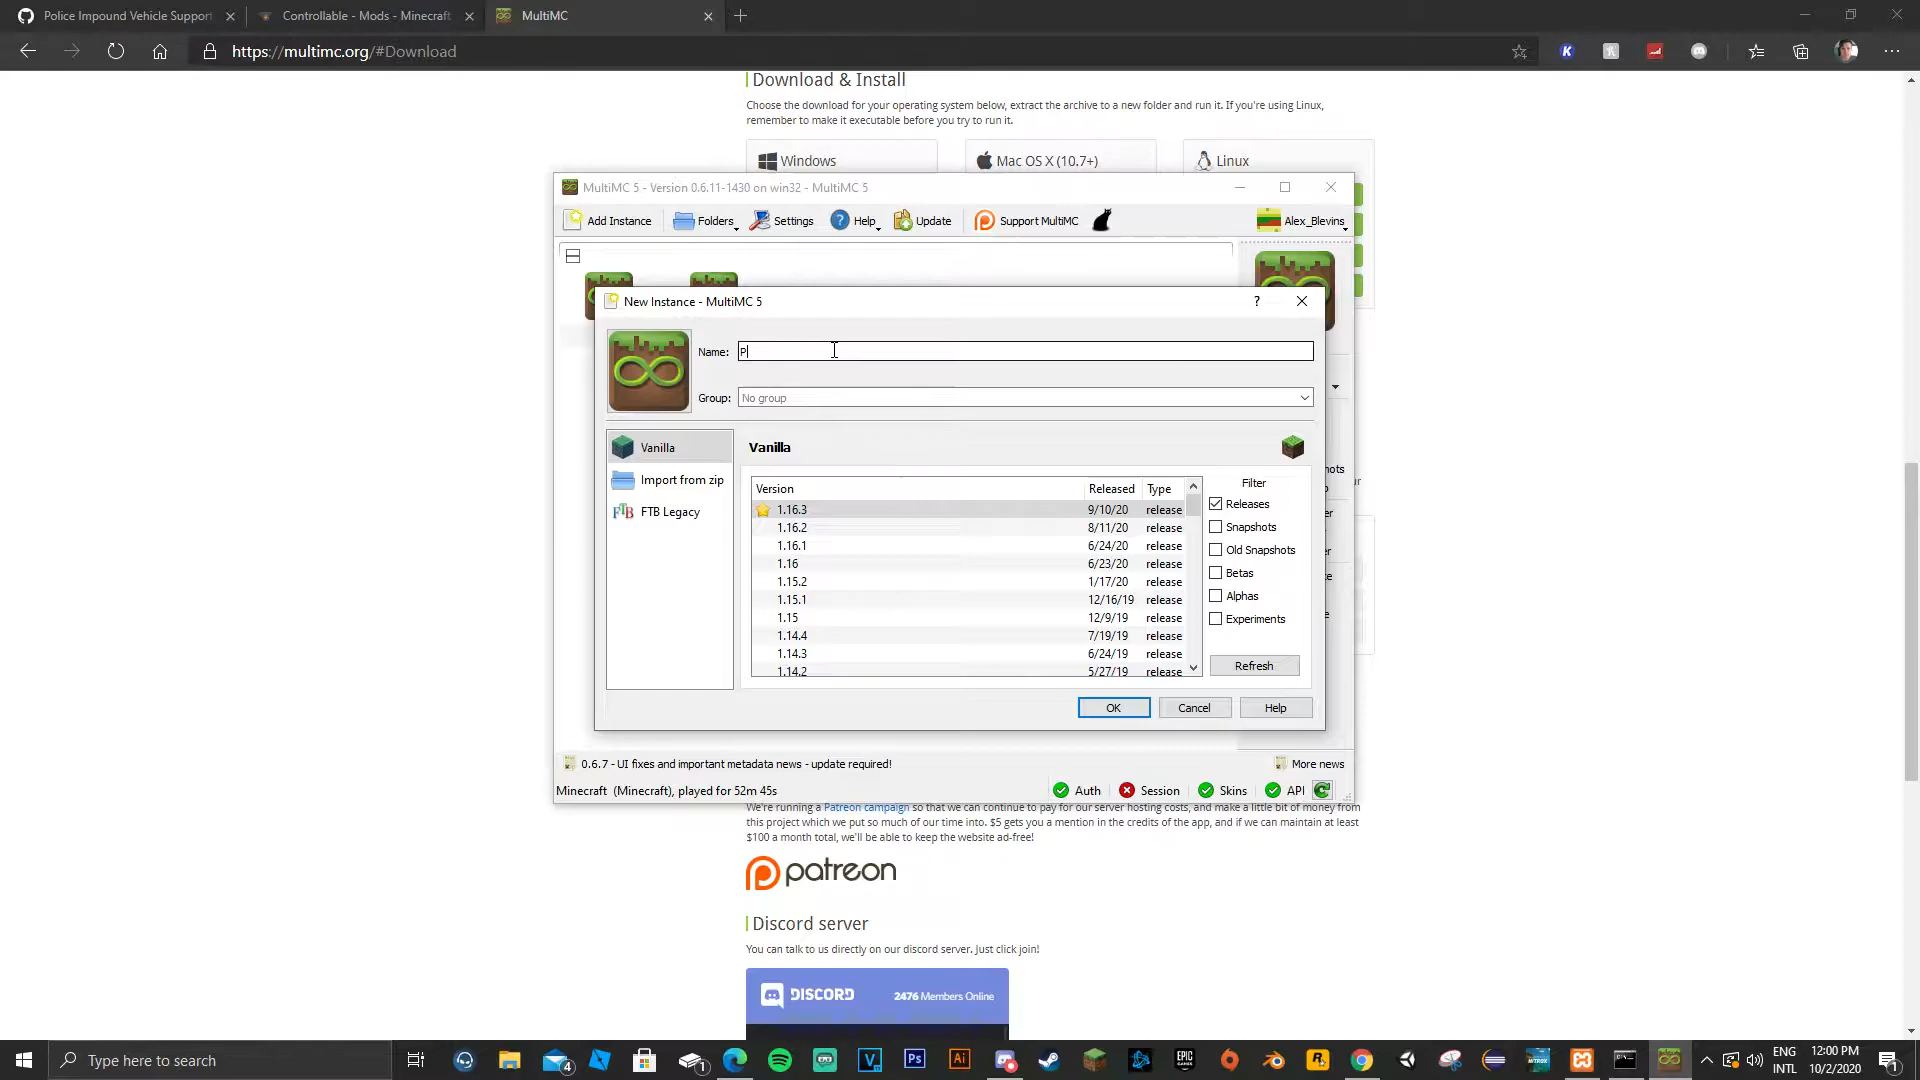 Police Impound Vehicle Support
Controllable - Mods - Minecraft
MultiMC
https://multimc.org/#Download
Download & Install
Choose the download for your operating system below, extract the archive to a new folder and run it. If you're using Linux,
remember to make it executable before you try to run it.
Windows
Mac OS X (10.7+)
Linux
MultiMC 5 - Version 0.6.11-1430 on win32 - MultiMC 5
Add Instance
Folders
Settings
Help
Update
Support MultiMC
Alex_Blevins
New Instance - MultiMC 5
?
Name:
P
Group:
No group
Vanilla
Import from zip
FTB Legacy
Vanilla
Version Released Type
1.16.3 9/10/20 release
1.16.2 8/11/20 release
1.16.1 6/24/20 release
1.16 6/23/20 release
1.15.2 1/17/20 release
1.15.1 12/16/19 release
1.15 12/9/19 release
1.14.4 7/19/19 release
1.14.3 6/24/19 release
1.14.2 5/27/19 release
Filter
Releases
Snapshots
Old Snapshots
Betas
Alphas
Experiments
Refresh
OK
Cancel
Help
0.6.7 - UI fixes and important metadata news - update required!
More news
Minecraft (Minecraft), played for 52m 45s
Auth
Session
Skins
API
We're running a Patreon campaign so that we can continue to pay for our server hosting costs, and make a little bit of money from
this project which we put so much of our time into. $5 gets you a mention in the credits of the app, and if we can maintain at least
$100 a month total, we'll be able to keep the website ad-free!
patreon
Discord server
You can talk to us directly on our discord server. Just click join!
DISCORD
2476 Members Online
Type here to search
ENG
INTL
12:00 PM
10/2/2020